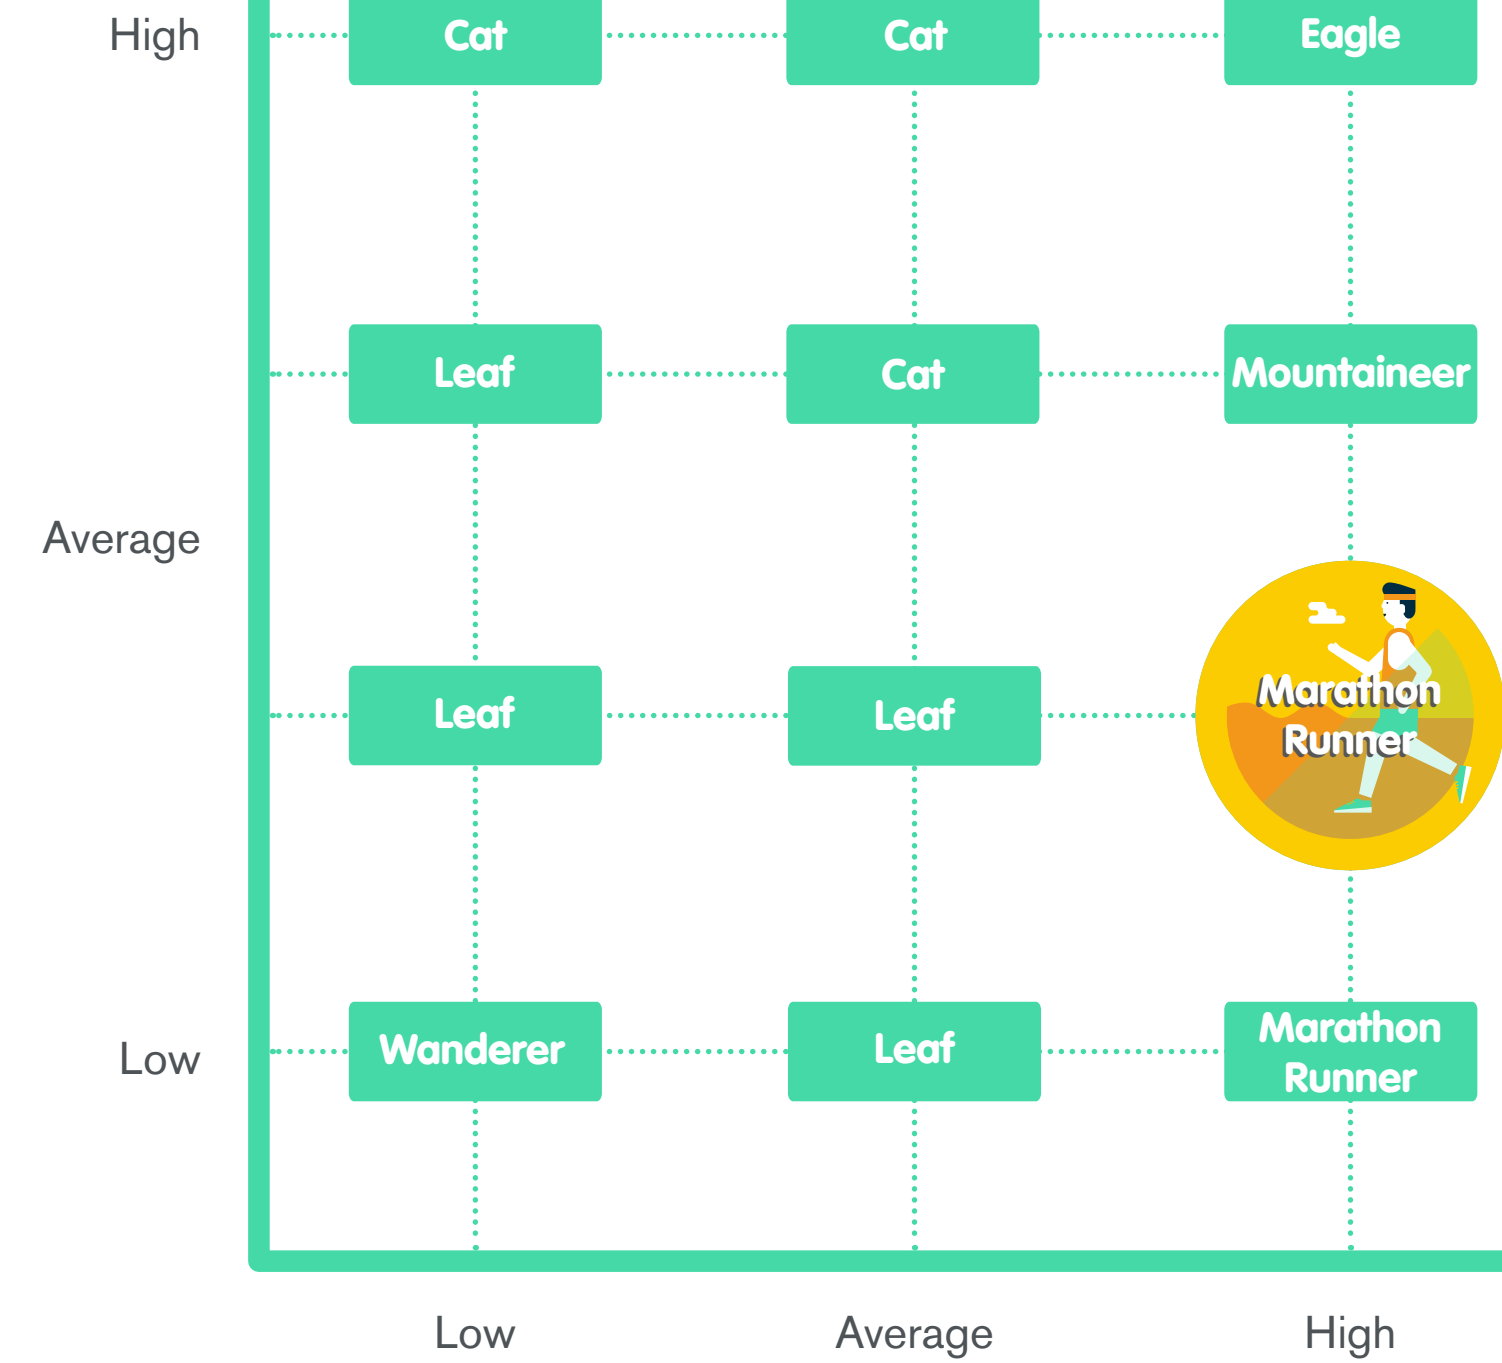 High
Cat
Cat
Eagle
Leaf
Cat
Mountaineer
Average
Leaf
Leaf
Marathon
Runner
Low
Wanderer
Leaf
Marathon
Runner
Low
Average
High